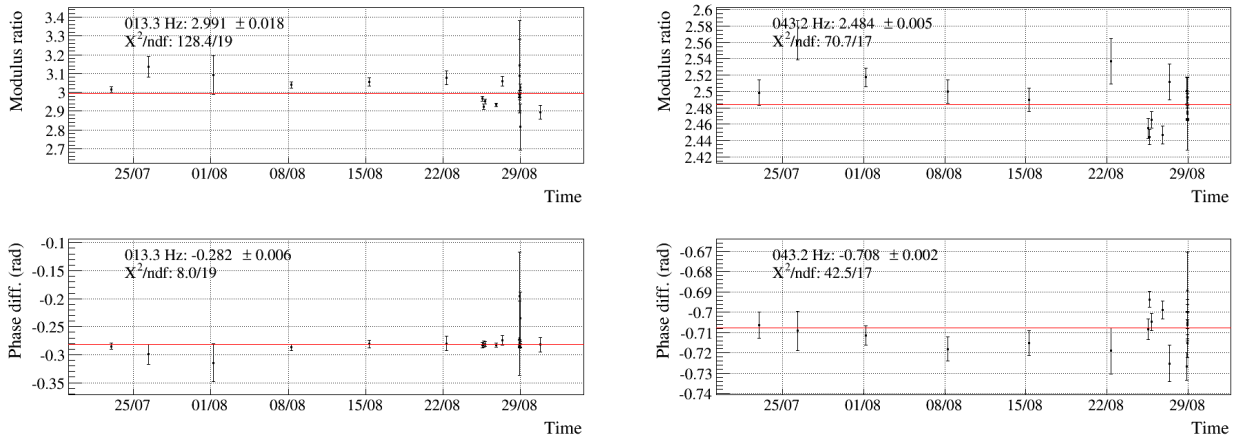 Modulus ratio
013.3 Hz: 2.991 ± 0.018
X²/ndf: 128.4/19
3.4
3.3
3.2
3.1
3
2.9
2.8
2.7
25/07 01/08 08/08 15/08 22/08 29/08
Time
Modulus ratio
043.2 Hz: 2.484 ± 0.005
X²/ndf: 70.7/17
2.6
2.58
2.56
2.54
2.52
2.5
2.48
2.46
2.44
2.42
25/07 01/08 08/08 15/08 22/08 29/08
Time
Phase diff. (rad)
013.3 Hz: -0.282 ± 0.006
X²/ndf: 8.0/19
-0.1
-0.15
-0.2
-0.25
-0.3
-0.35
25/07 01/08 08/08 15/08 22/08 29/08
Time
Phase diff. (rad)
043.2 Hz: -0.708 ± 0.002
X²/ndf: 42.5/17
-0.67
-0.68
-0.69
-0.7
-0.71
-0.72
-0.73
-0.74
25/07 01/08 08/08 15/08 22/08 29/08
Time